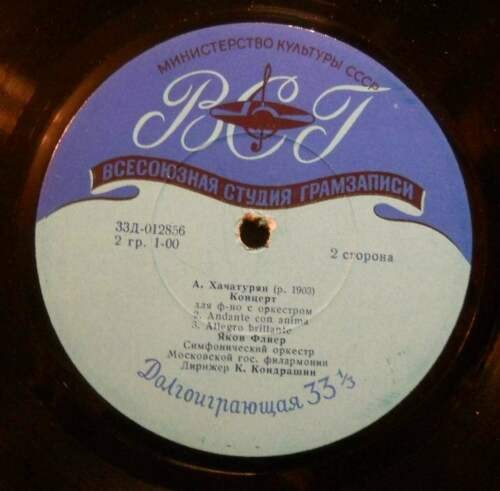 МИНИСТЕРСТВО КУЛЬТУРЫ СССР
ВСГ
ВСЕСОЮЗНАЯ СТУДИЯ ГРАМЗАПИСИ
33Д-012856
2 гр. 1-00
2 сторона
А. Хачатурян (р. 1903)
Концерт
для ф-но с оркестром
2. Andante con anima
3. Allegro brillante
Яков Флиер
Симфонический оркестр
Московской гос. филармонии
Дирижер К. Кондрашин
Долгоиграющая 33 1/3